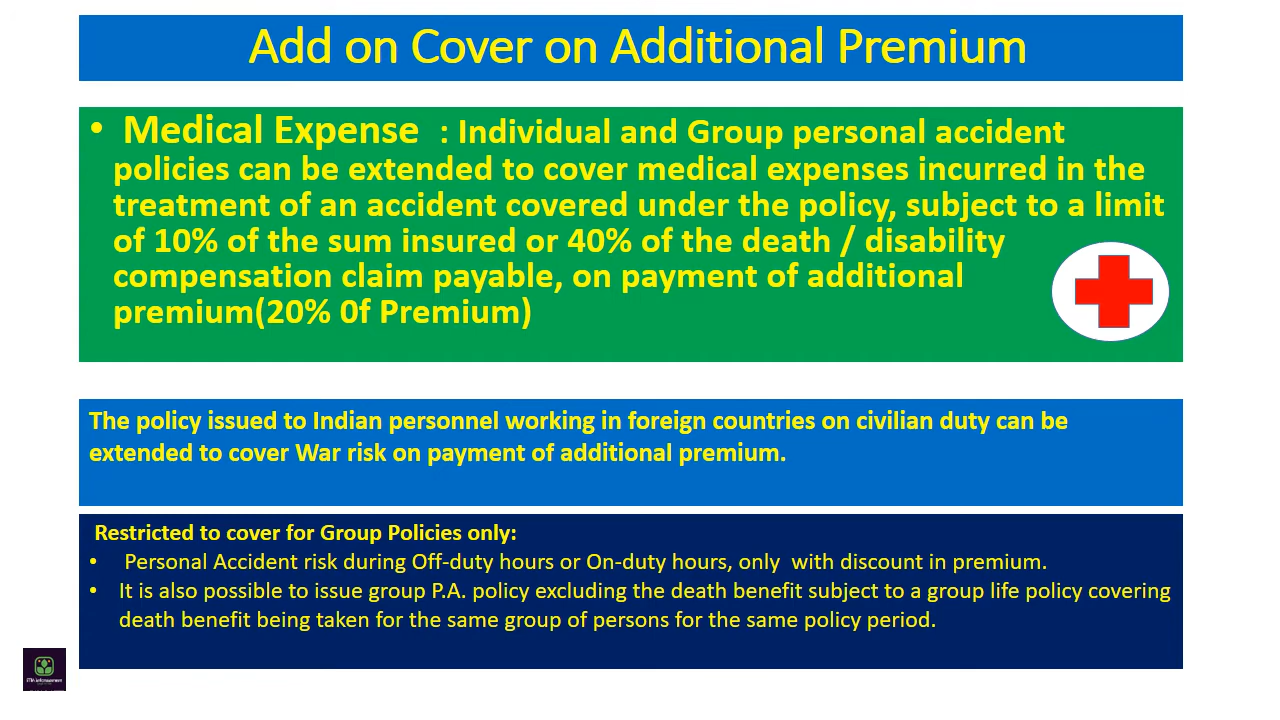 Add on Cover on Additional Premium
• Medical Expense : Individual and Group personal accident
policies can be extended to cover medical expenses incurred in the
treatment of an accident covered under the policy, subject to a limit
of 10% of the sum insured or 40% of the death / disability
compensation claim payable, on payment of additional
premium(20% 0f Premium)
The policy issued to Indian personnel working in foreign countries on civilian duty can be
extended to cover War risk on payment of additional premium.
Restricted to cover for Group Policies only:
• Personal Accident risk during Off-duty hours or On-duty hours, only with discount in premium.
• It is also possible to issue group P.A. policy excluding the death benefit subject to a group life policy covering
death benefit being taken for the same group of persons for the same policy period.